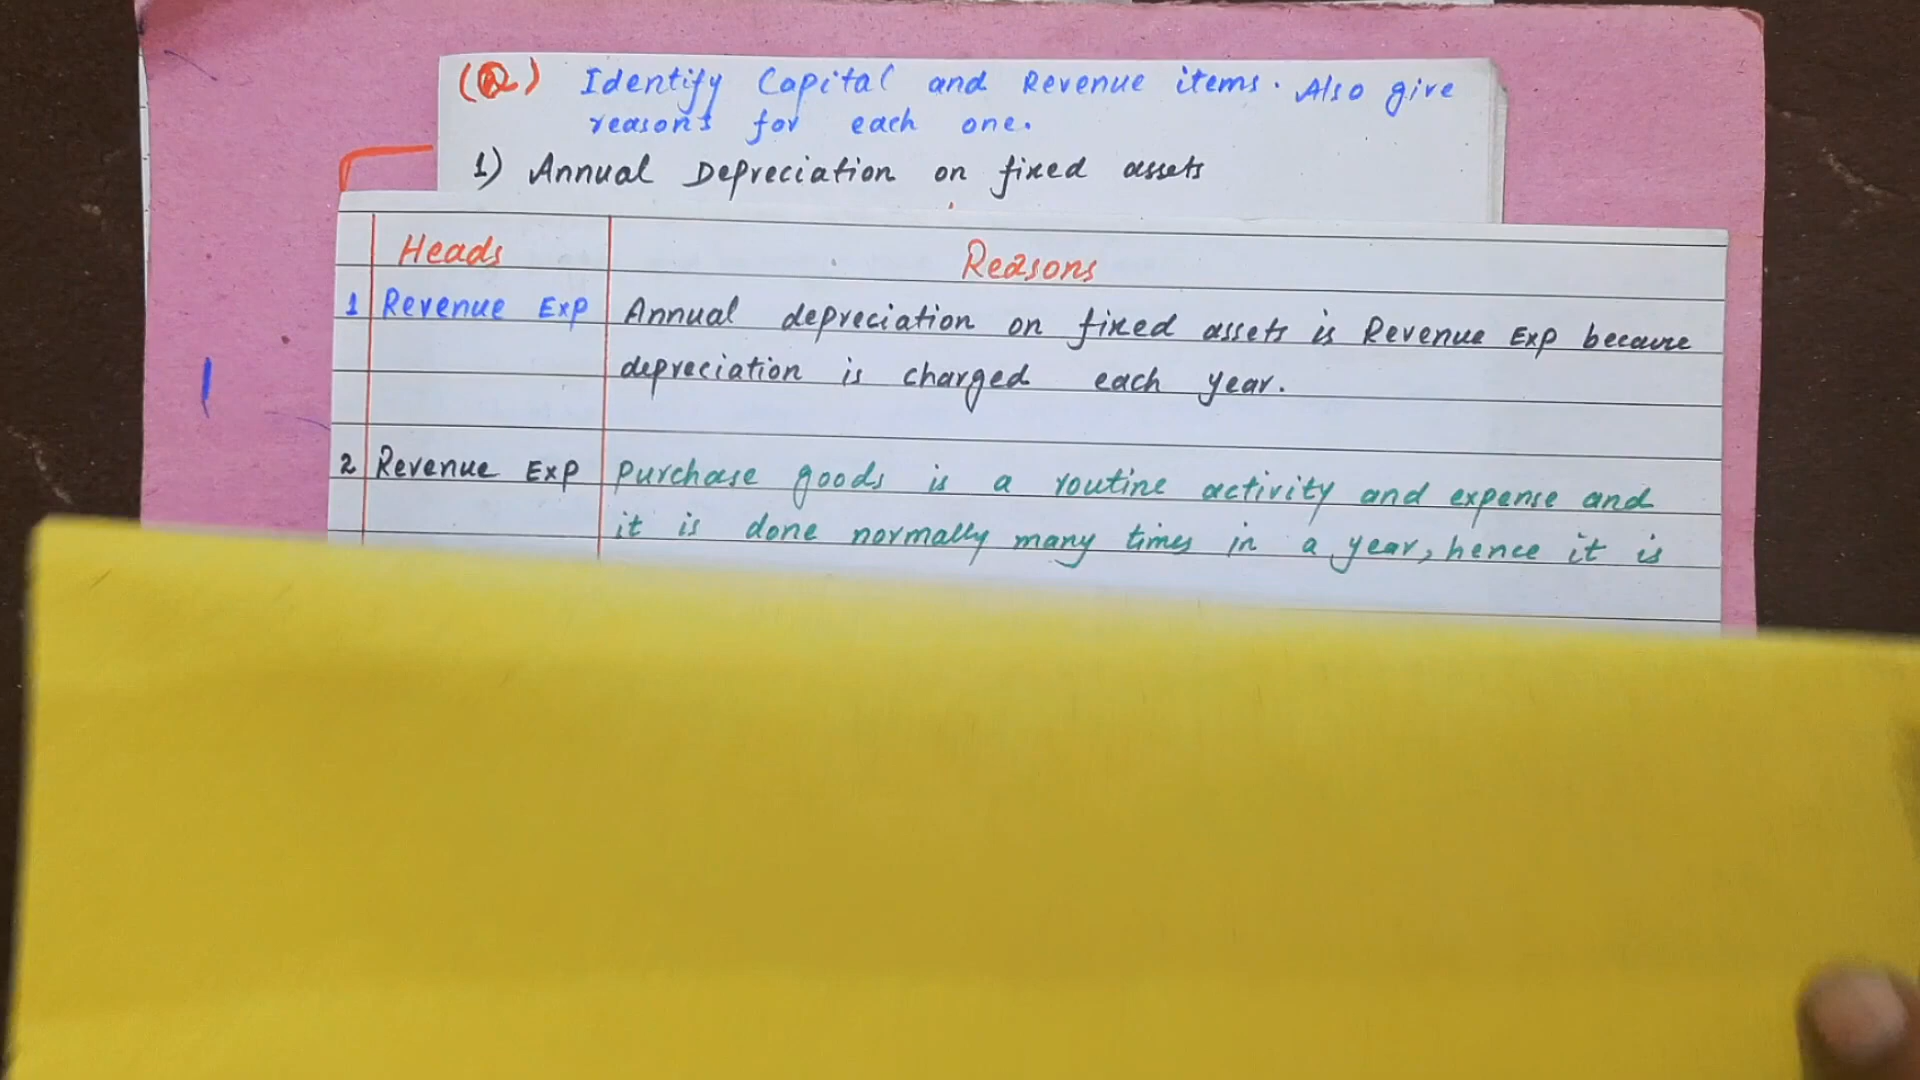 (Q) Identify Capital and Revenue items. Also give
reasons for each one.
1) Annual Depreciation on fixed assets
Heads Reasons
1 Revenue Exp Annual depreciation on fixed assets is Revenue Exp because
depreciation is charged each year.
2 Revenue Exp Purchase goods is a routine activity and expense and
it is done normally many times in a year, hence it is